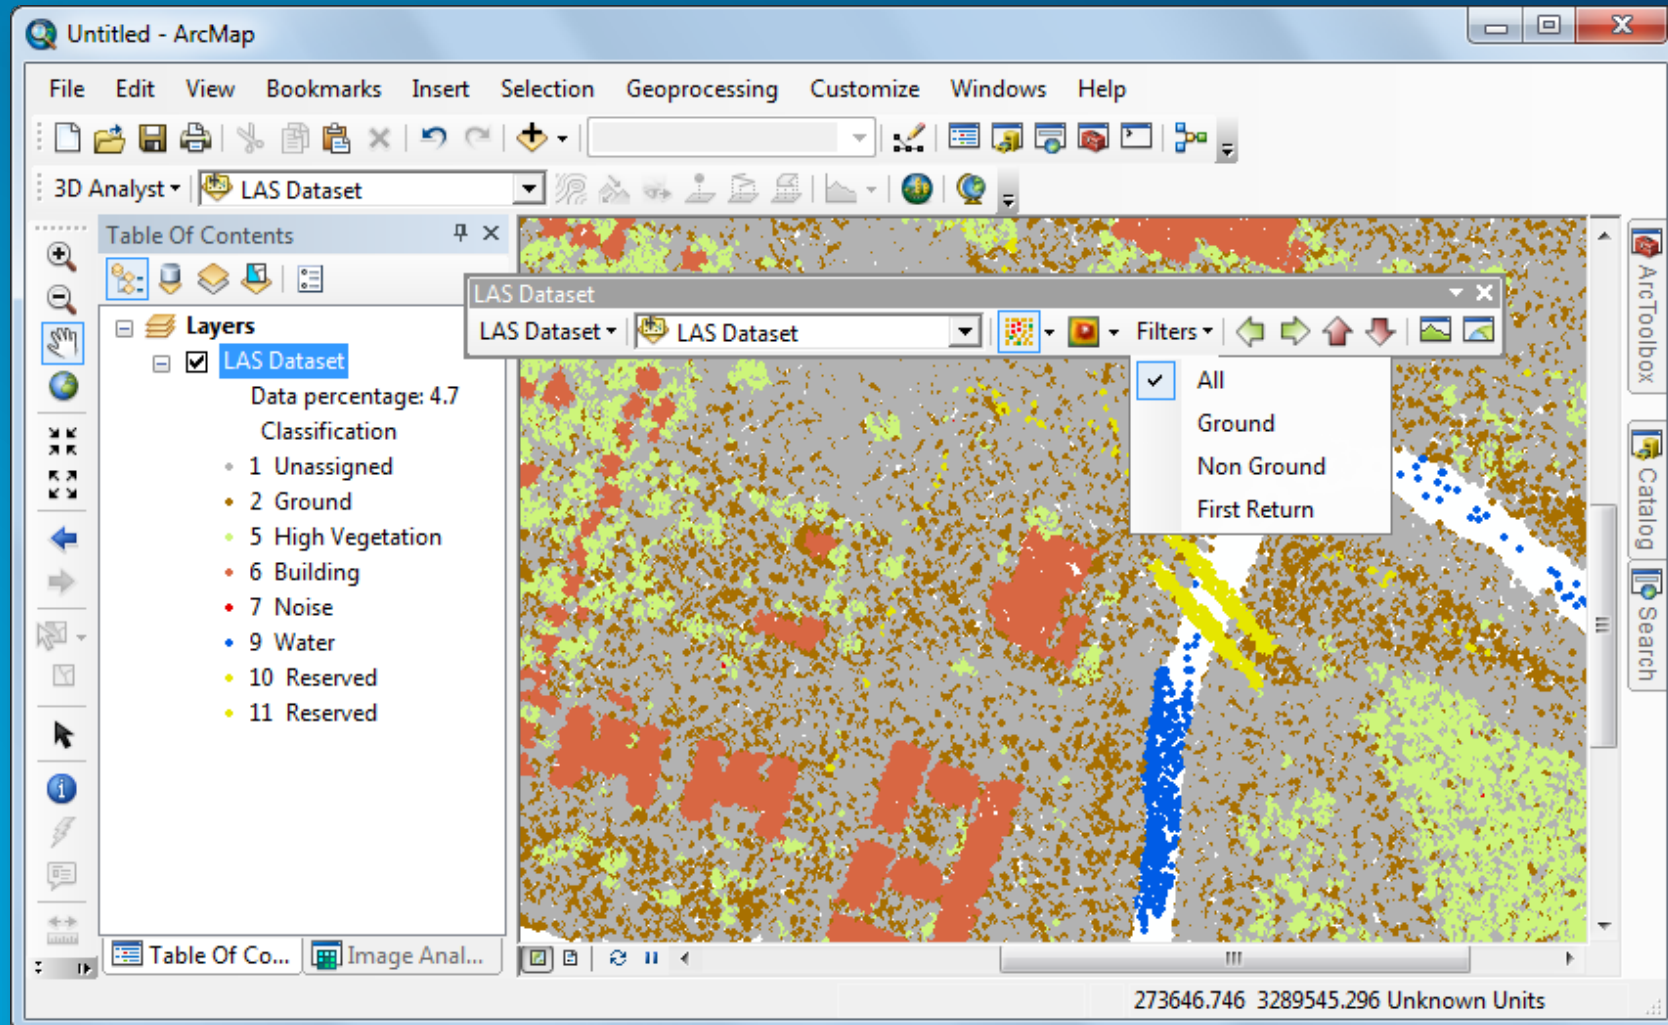 Untitled - ArcMap
File Edit View Bookmarks Insert Selection Geoprocessing Customize Windows Help
3D Analyst LAS Dataset
Table Of Contents
LAS Dataset
LAS Dataset LAS Dataset Filters
All
Ground
Non Ground
First Return
Layers
LAS Dataset
Data percentage: 4.7
Classification
1 Unassigned
2 Ground
5 High Vegetation
6 Building
7 Noise
9 Water
10 Reserved
11 Reserved
ArcToolbox
Catalog
Search
Table Of Co... Image Anal...
273646.746 3289545.296 Unknown Units